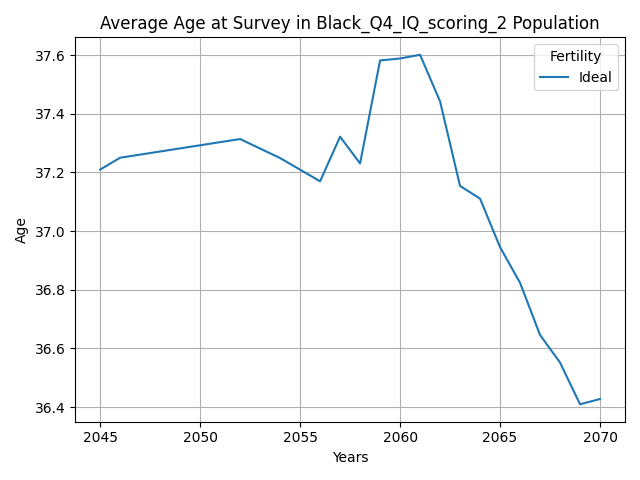 Average Age at Survey in Black_Q4_IQ_scoring_2 Population
Fertility
Ideal
37.6
37.4
37.2
37.0
36.8
36.6
36.4
Age
2045 2050 2055 2060 2065 2070
Years